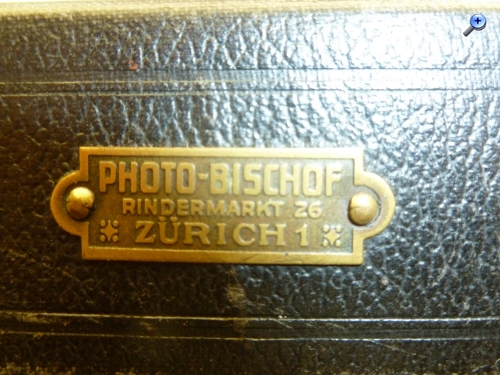 PHOTO-BISCHOF
RINDERMARKT 26
ZÜRICH 1